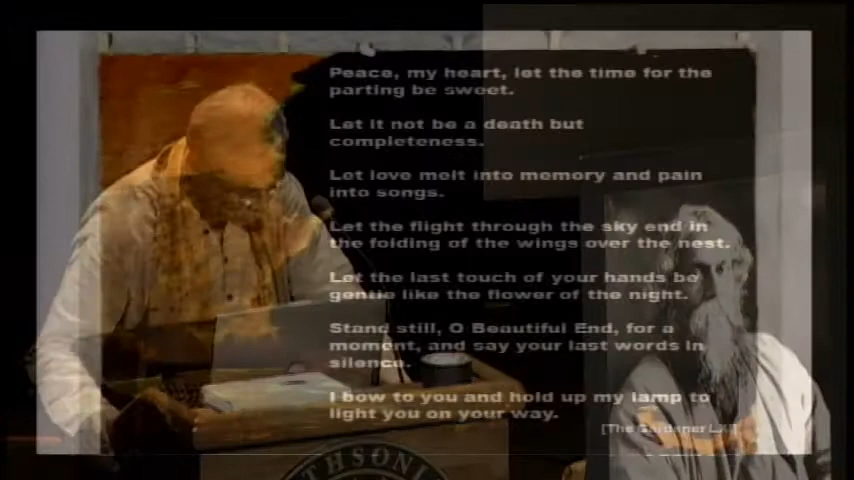 Peace, my heart, let the time for the
parting be sweet.
Let it not be a death but
completeness.
Let love melt into memory and pain
into songs.
Let the flight through the sky end in
the folding of the wings over the nest.
Let the last touch of your hands be
gentle like the flower of the night.
Stand still, O Beautiful End, for a
moment, and say your last words in
silence.
I bow to you and hold up my lamp to
light you on your way.
[The Gardener LXI]
THSONI